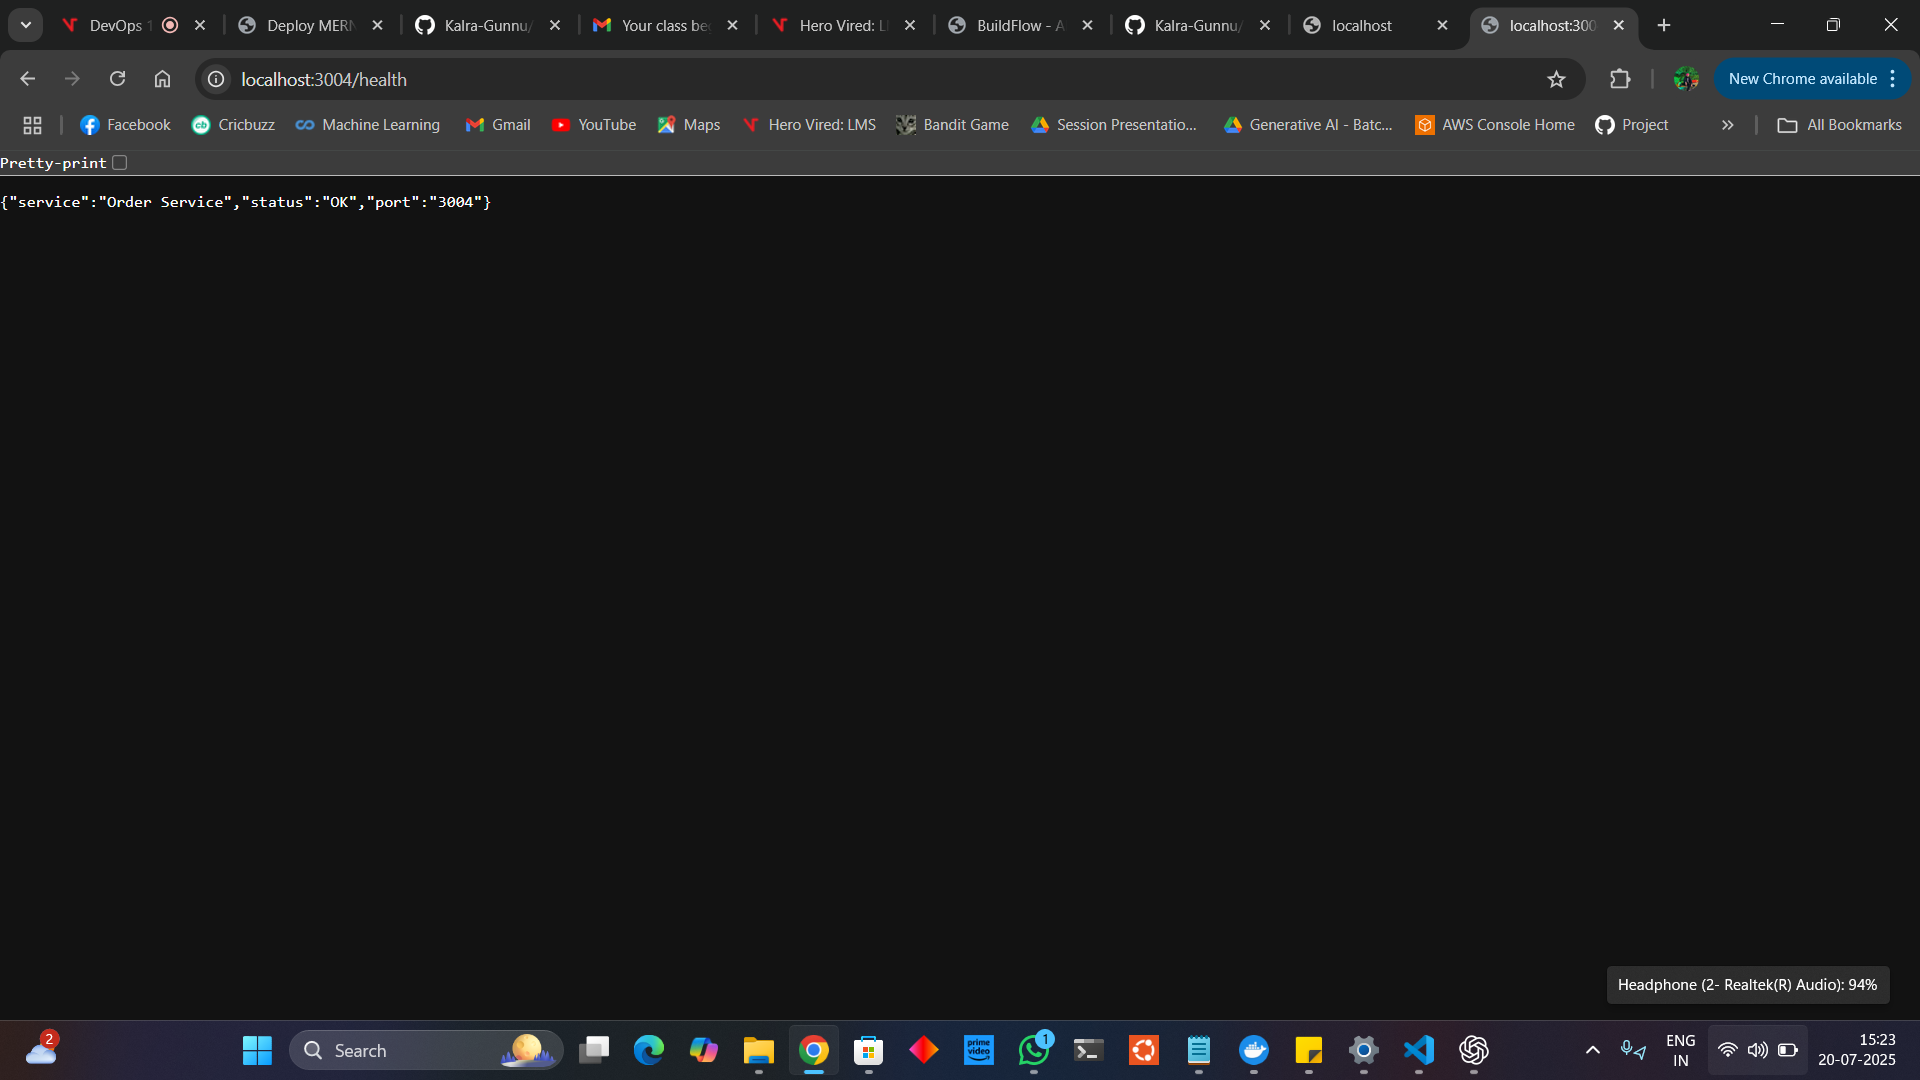 DevOps 1
Deploy MERN
Kalra-Gunnu/
Your class be
Hero Vired: L
BuildFlow - A
Kalra-Gunnu/
localhost
localhost:300
localhost:3004/health
New Chrome available
Facebook
Cricbuzz
Machine Learning
Gmail
YouTube
Maps
Hero Vired: LMS
Bandit Game
Session Presentatio...
Generative AI - Batc...
AWS Console Home
Project
All Bookmarks
Pretty-print
{"service":"Order Service","status":"OK","port":"3004"}
Headphone (2- Realtek(R) Audio): 94%
2
Search
prime video
1
ENG
IN
15:23
20-07-2025